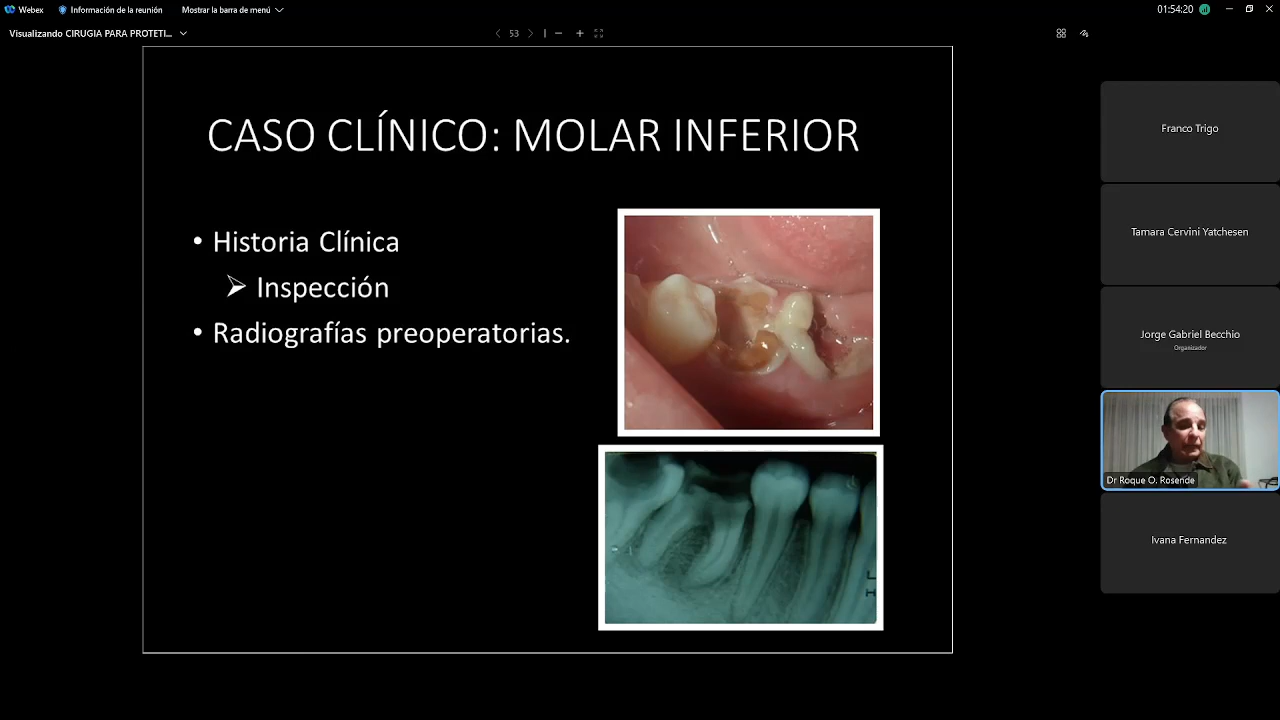 Webex
Información de la reunión
Mostrar la barra de menú
01:54:20
Visualizando CIRUGIA PARA PROTETI...
53
CASO CLÍNICO: MOLAR INFERIOR
• Historia Clínica
➢ Inspección
• Radiografías preoperatorias.
Franco Trigo
Tamara Cervini Yatchesen
Jorge Gabriel Becchio
Organizador
Dr Roque O. Rosende
Ivana Fernandez